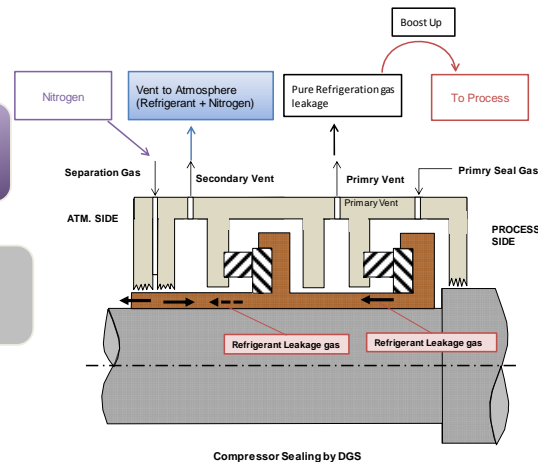 Boost Up
Nitrogen
Vent to Atmosphere
(Refrigerant + Nitrogen)
Pure Refrigeration gas
leakage
To Process
Separation Gas
Secondary Vent
Primry Vent
Primry Seal Gas
Primary Vent
ATM. SIDE
PROCESS
SIDE
Refrigerant Leakage gas
Refrigerant Leakage gas
Compressor Sealing by DGS